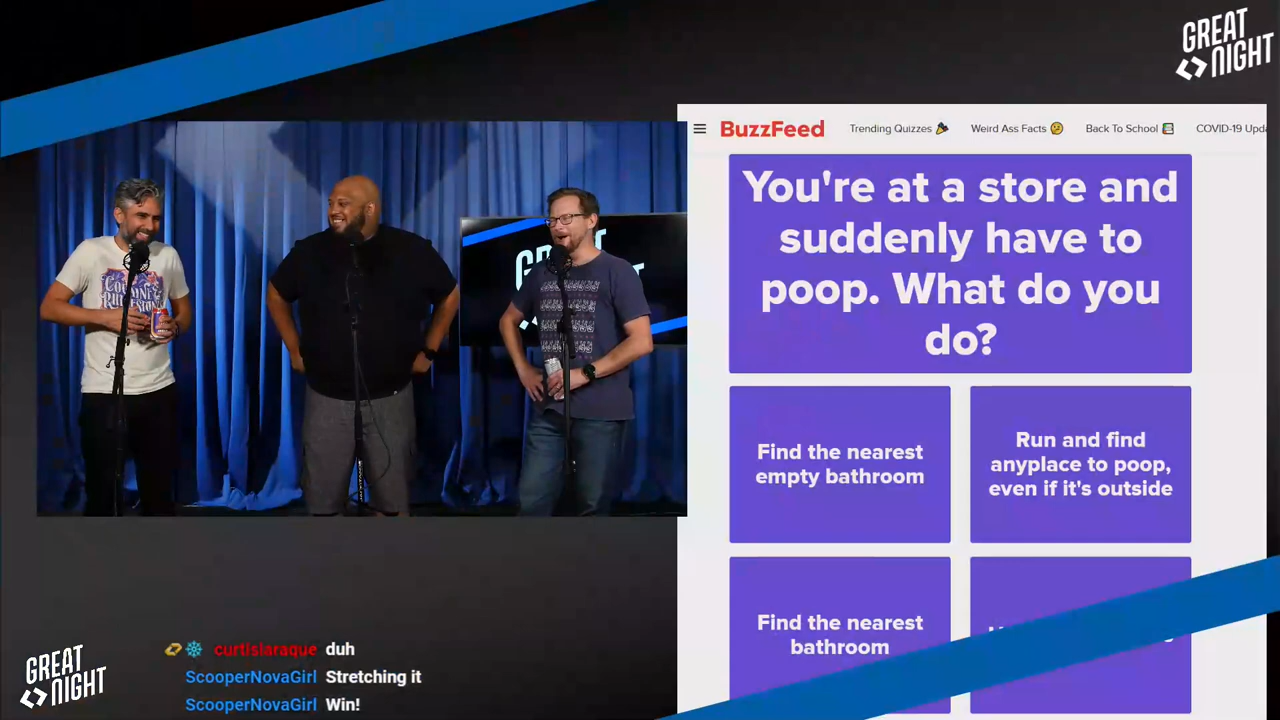 GREAT
NIGHT
BuzzFeed
Trending Quizzes
Weird Ass Facts
Back To School
COVID-19
You're at a store and
suddenly have to
poop. What do you
do?
Find the nearest
empty bathroom
Run and find
anyplace to poop,
even if it's outside
Find the nearest
bathroom
curtislaraque duh
ScooperNovaGirl Stretching it
ScooperNovaGirl Win!
GREAT
NIGHT